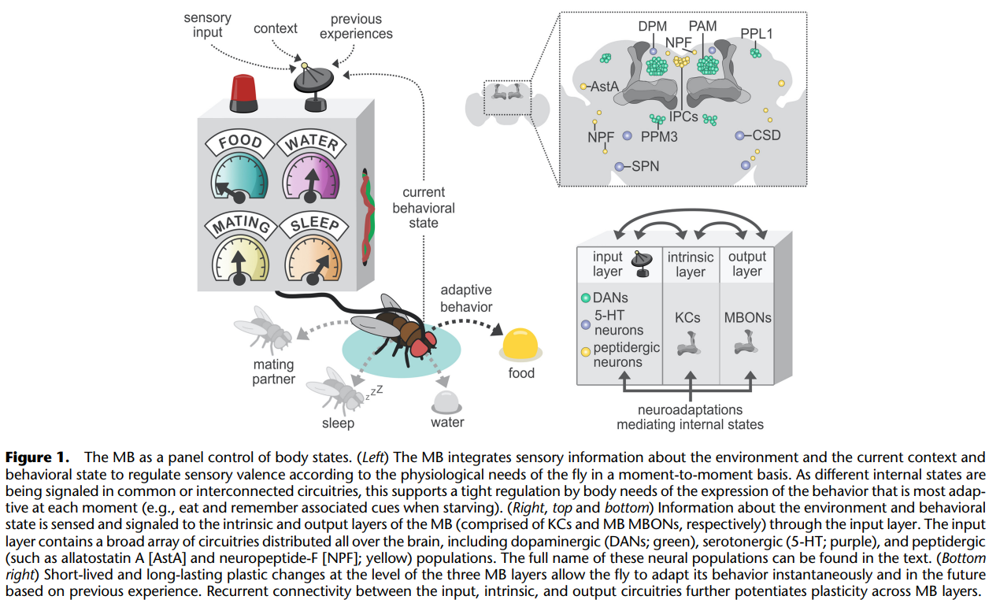 sensory
input
context
previous
experiences
FOOD
WATER
MATING
SLEEP
current
behavioral
state
adaptive
behavior
mating
partner
sleep
zzZ
water
food
DPM
PAM
NPF
PPL1
AstA
IPCs
NPF
PPM3
CSD
SPN
input
layer
intrinsic
layer
output
layer
DANs
5-HT
neurons
peptidergic
neurons
KCs
MBONs
neuroadaptations
mediating internal states
Figure 1. The MB as a panel control of body states. (Left) The MB integrates sensory information about the environment and the current context and
behavioral state to regulate sensory valence according to the physiological needs of the fly in a moment-to-moment basis. As different internal states are
being signaled in common or interconnected circuitries, this supports a tight regulation by body needs of the expression of the behavior that is most adap-
tive at each moment (e.g., eat and remember associated cues when starving). (Right, top and bottom) Information about the environment and behavioral
state is sensed and signaled to the intrinsic and output layers of the MB (comprised of KCs and MB MBONs, respectively) through the input layer. The input
layer contains a broad array of circuitries distributed all over the brain, including dopaminergic (DANs; green), serotonergic (5-HT; purple), and peptidergic
(such as allatostatin A [AstA] and neuropeptide-F [NPF]; yellow) populations. The full name of these neural populations can be found in the text. (Bottom
right) Short-lived and long-lasting plastic changes at the level of the three MB layers allow the fly to adapt its behavior instantaneously and in the future
based on previous experience. Recurrent connectivity between the input, intrinsic, and output circuitries further potentiates plasticity across MB layers.